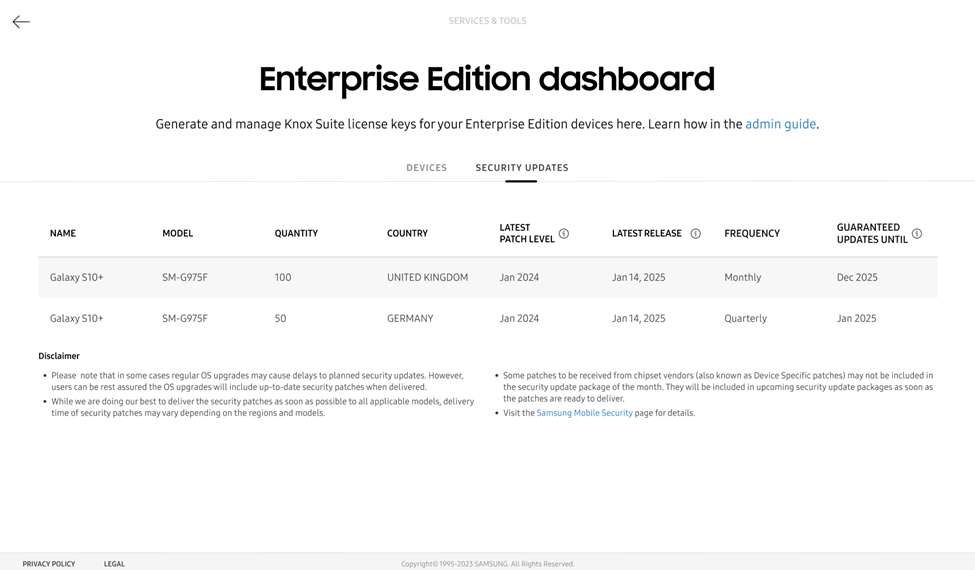 SERVICES & TOOLS
Enterprise Edition dashboard
Generate and manage Knox Suite license keys for your Enterprise Edition devices here. Learn how in the admin guide.
DEVICES SECURITY UPDATES
NAME MODEL QUANTITY COUNTRY LATEST PATCH LEVEL LATEST RELEASE FREQUENCY GUARANTEED UPDATES UNTIL
Galaxy S10+ SM-G975F 100 UNITED KINGDOM Jan 2024 Jan 14, 2025 Monthly Dec 2025
Galaxy S10+ SM-G975F 50 GERMANY Jan 2024 Jan 14, 2025 Quarterly Jan 2025
Disclaimer
• Please note that in some cases regular OS upgrades may cause delays to planned security updates. However,
users can be rest assured the OS upgrades will include up-to-date security patches when delivered.
• While we are doing our best to deliver the security patches as soon as possible to all applicable models, delivery
time of security patches may vary depending on the regions and models.
• Some patches to be received from chipset vendors (also known as Device Specific patches) may not be included in
the security update package of the month. They will be included in upcoming security update packages as soon as
the patches are ready to deliver.
• Visit the Samsung Mobile Security page for details.
PRIVACY POLICY LEGAL Copyright© 1995-2023 SAMSUNG. All Rights Reserved.